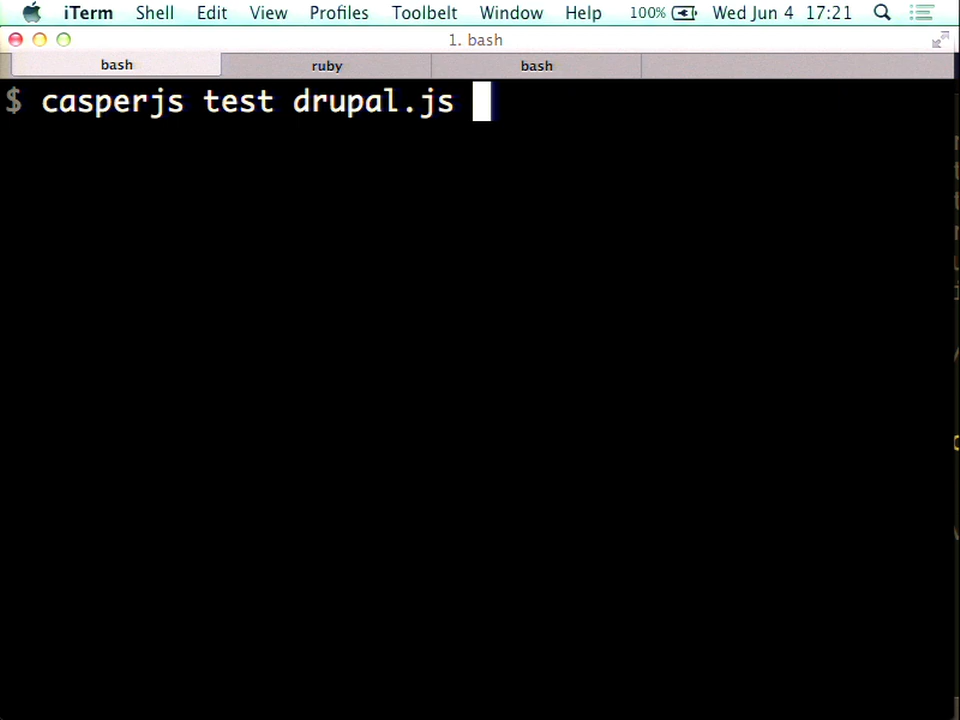 iTerm Shell Edit View Profiles Toolbelt Window Help 100% Wed Jun 4 17:21
1. bash
bash ruby bash
$ casperjs test drupal.js